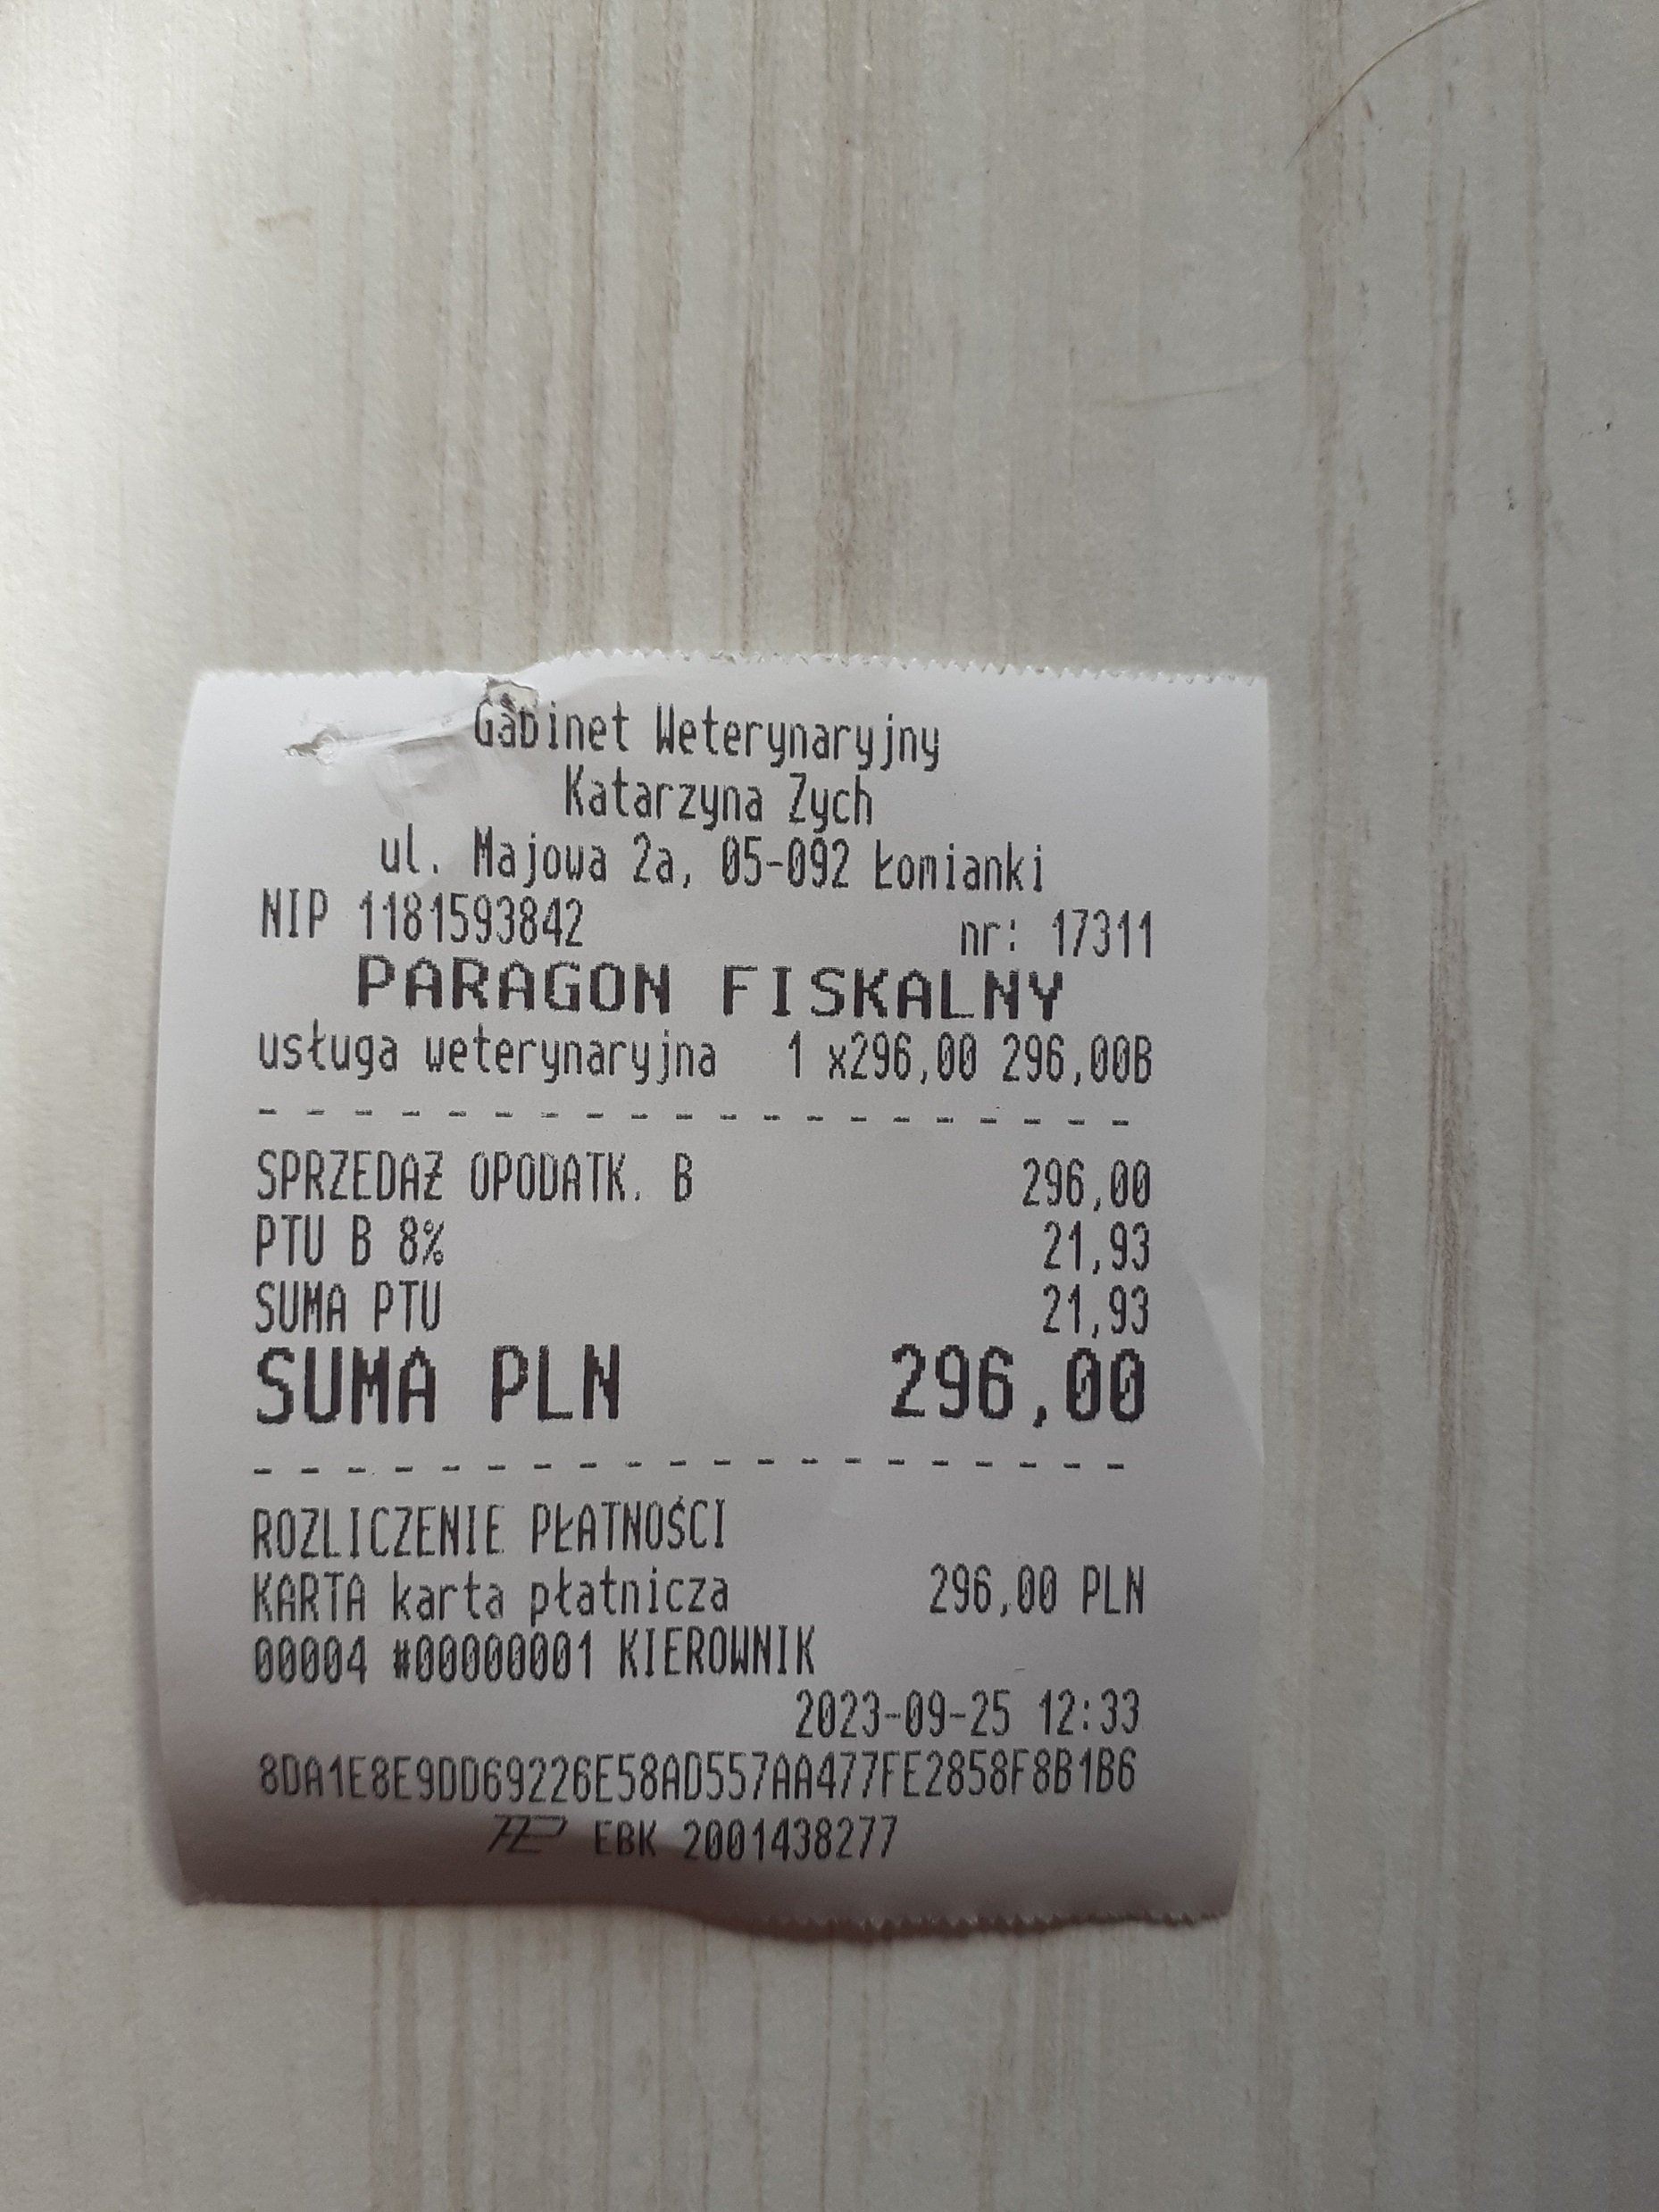 Gabinet Weterynaryjny
Katarzyna Zych
ul. Majowa 2a, 05-092 Łomianki
NIP 1181593842 nr: 17311
PARAGON FISKALNY
usługa weterynaryjna 1 x296,00 296,00B
- - - - - - - - - - - - - - - - - - -
SPRZEDAŻ OPODATK. B 296,00
PTU B 8% 21,93
SUMA PTU 21,93
SUMA PLN 296,00
- - - - - - - - - - - - - - - - - - -
ROZLICZENIE PŁATNOŚCI
KARTA karta płatnicza 296,00 PLN
00004 #00000001 KIEROWNIK
2023-09-25 12:33
8DA1E8E9DD69226E58AD557AA477FE2858F8B1B6
EBK 2001438277